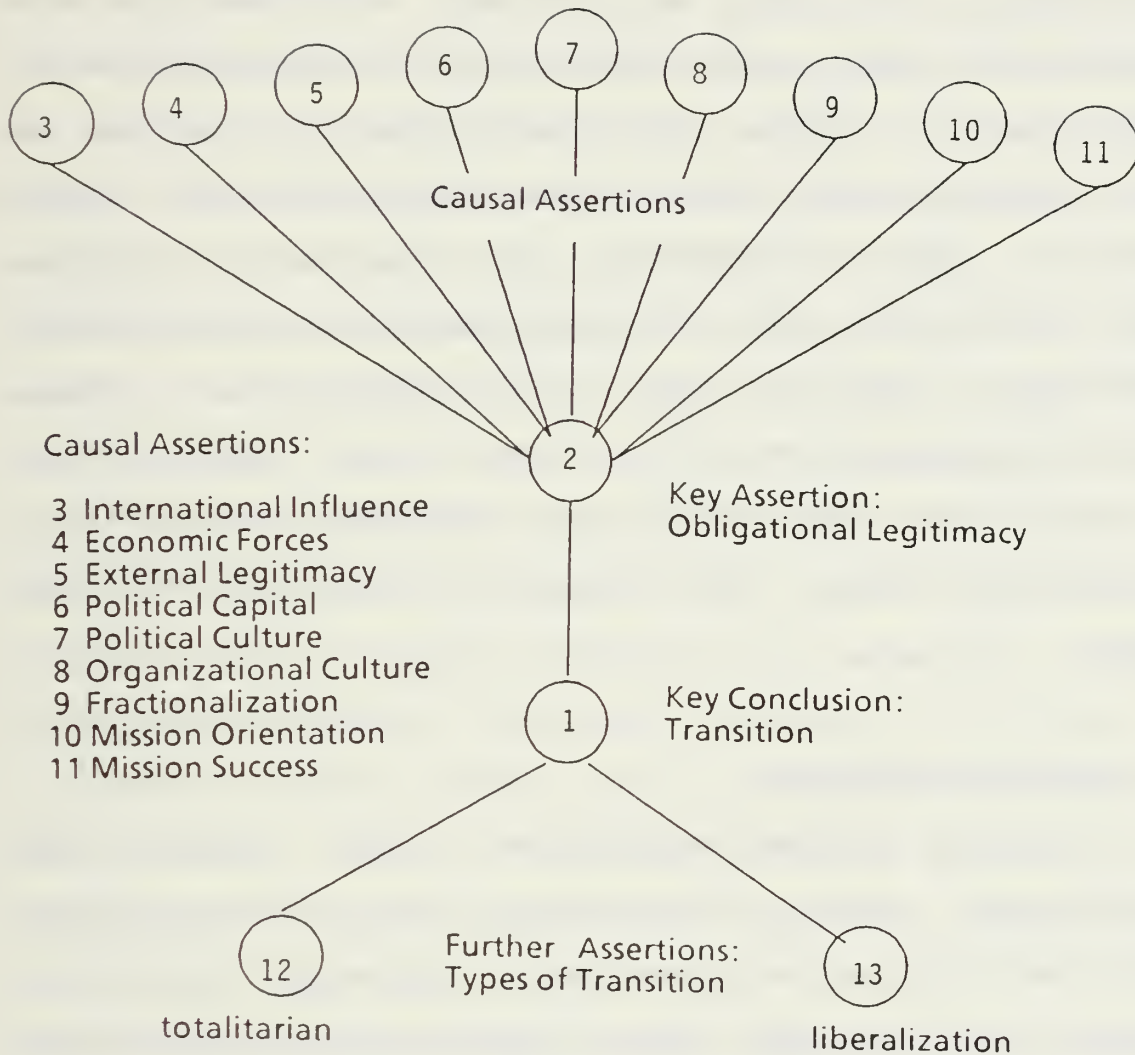 3
4
5
6
7
8
9
10
11
Causal Assertions
2
Causal Assertions:
3 International Influence
4 Economic Forces
5 External Legitimacy
6 Political Capital
7 Political Culture
8 Organizational Culture
9 Fractionalization
10 Mission Orientation
11 Mission Success
Key Assertion:
Obligational Legitimacy
1
Key Conclusion:
Transition
12
totalitarian
Further Assertions:
Types of Transition
13
liberalization